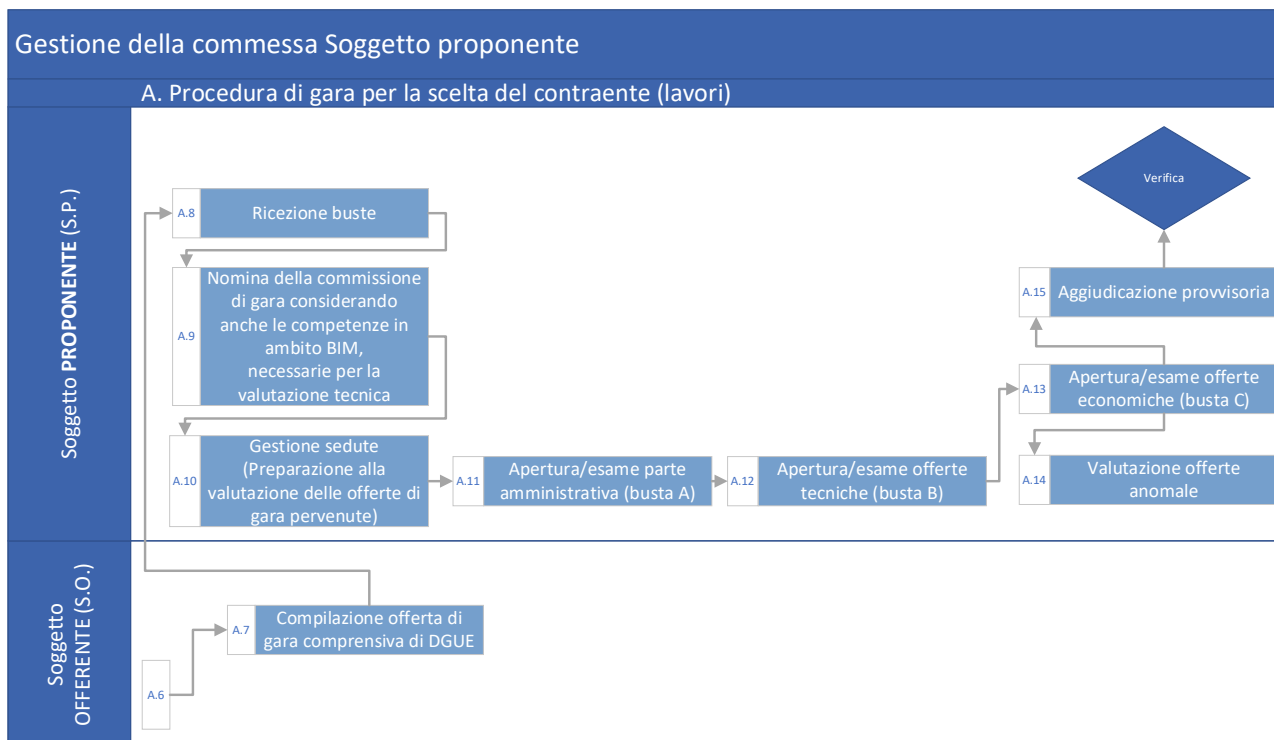 Gestione della commessa Soggetto proponente
A. Procedura di gara per la scelta del contraente (lavori)
Soggetto PROPONENTE (S.P.)
A.8
Ricezione buste
A.9
Nomina della commissione
di gara considerando
anche le competenze in
ambito BIM,
necessarie per la
valutazione tecnica
A.10
Gestione sedute
(Preparazione alla
valutazione delle offerte di
gara pervenute)
A.11
Apertura/esame parte
amministrativa (busta A)
A.12
Apertura/esame offerte
tecniche (busta B)
Verifica
A.15
Aggiudicazione provvisoria
A.13
Apertura/esame offerte
economiche (busta C)
A.14
Valutazione offerte
anomale
Soggetto
OFFERENTE (S.O.)
A.7
Compilazione offerta di
gara comprensiva di DGUE
A.6